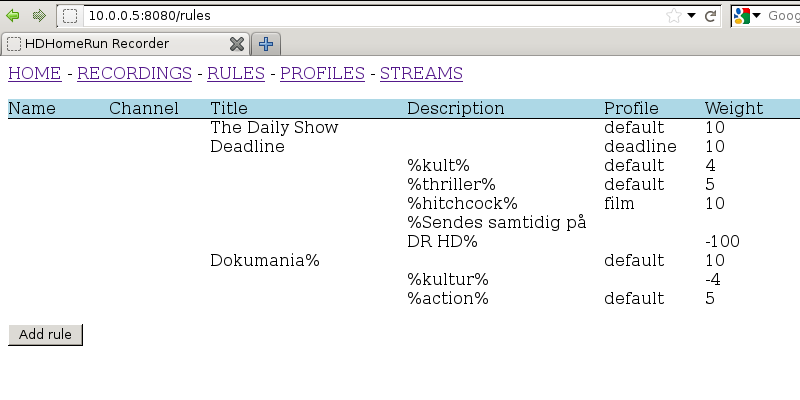 10.0.0.5:8080/rules
10.0
Goog
HDHomeRun Recorder
HOME - RECORDINGS - RULES - PROFILES - STREAMS
Name Channel Title Description Profile Weight
The Daily Show default 10
Deadline deadline 10
%kult% default 4
%thriller% default 5
%hitchcock% film 10
%Sendes samtidig på
DR HD% -100
Dokumania% default 10
%kultur% -4
%action% default 5
Add rule